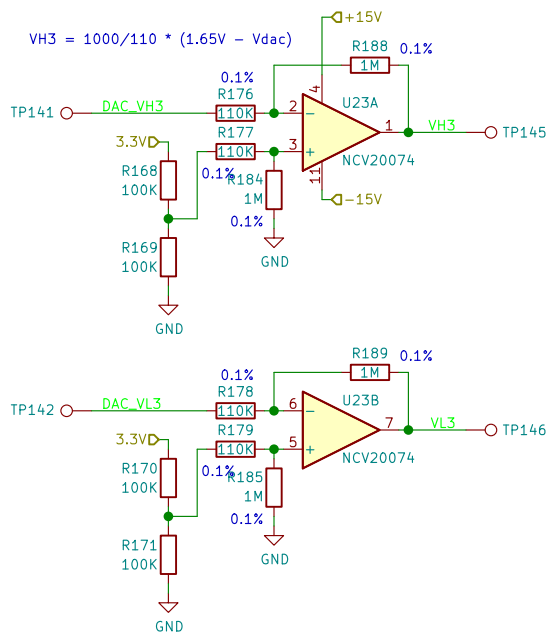 VH3 = 1000/110 * (1.65V - Vdac)
+15V
R188
0.1%
1M
0.1%
R176
4
U23A
TP141
DAC_VH3
110K
2
-
R177
1
VH3
TP145
3.3V
110K
3
+
NCV20074
R168
100K
0.1%
R184
1M
11
-15V
0.1%
R169
100K
GND
GND
R189
0.1%
1M
0.1%
R178
U23B
TP142
DAC_VL3
110K
6
-
R179
7
VL3
TP146
3.3V
110K
5
+
NCV20074
R170
100K
0.1%
R185
1M
0.1%
R171
100K
GND
GND